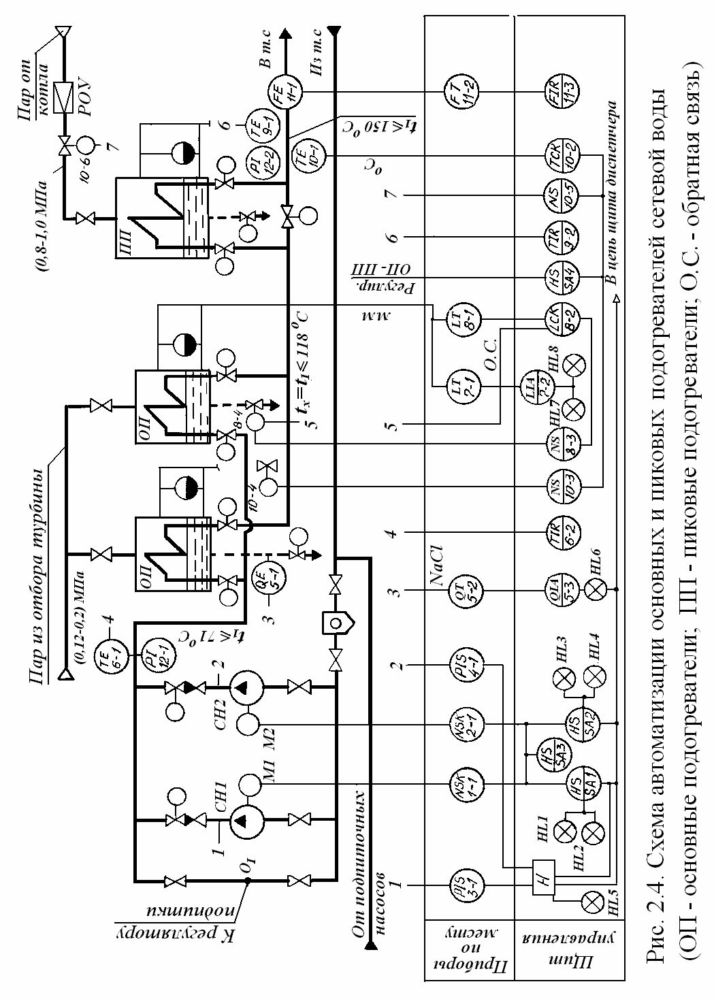 Пар от
котла
РОУ
10-6
7
(0,8-1,0 МПа
ПП
6
TE
9-1
PI
12-2
TE
10-1
FE
11-1
В т.с
Из т.с
t₁≤150 °C
Пар из отбора турбины
(0,12-0,2) МПа
ОП
ОП
8-4
5
10-4
tх=t₁≤118 °C
QE
5-1
3
4
TE
6-1
PI
12-1
t₁≤71°C
2
СН2
М2
СН1
М1
1
O₁
К регулятору
подпитки
От подпиточных
насосов
Приборы
по
месту
1
PIS
3-1
NSK
1-1
NSK
2-1
2
PIS
4-1
3
NaCl
QT
5-2
4
5
О.С.
LT
7-1
LT
8-1
мм
Регулир.
ОП-ПП
6
7
°C
FT
11-2
Щит
управления
HL5
H
HL1
HL2
HS
SA1
HS
SA3
HS
SA2
HL3
HL4
QIA
5-3
HL6
TIR
6-2
NS
10-3
NS
8-3
HL7
HL8
LIA
7-2
LCK
8-2
HS
SA4
TIR
9-2
NS
10-5
TCK
10-2
FIR
11-3
В цепь щита диспетчера
Рис. 2.4. Схема автоматизации основных и пиковых подогревателей сетевой воды
(ОП - основные подогреватели; ПП - пиковые подогреватели; О.С. - обратная связь)